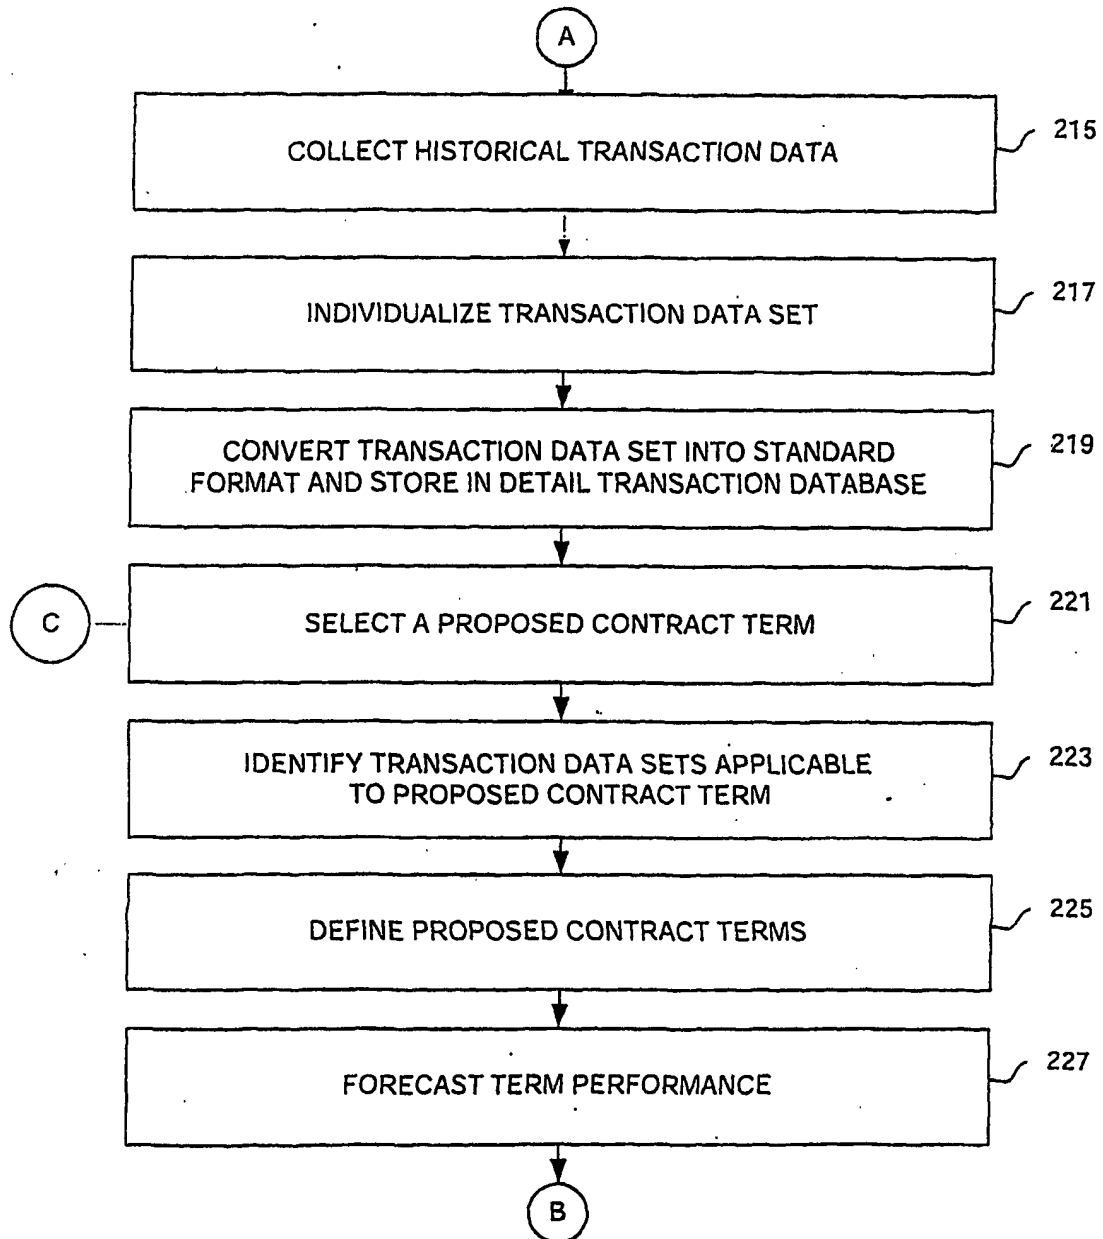 A
COLLECT HISTORICAL TRANSACTION DATA
215
INDIVIDUALIZE TRANSACTION DATA SET
217
CONVERT TRANSACTION DATA SET INTO STANDARD
FORMAT AND STORE IN DETAIL TRANSACTION DATABASE
219
C
SELECT A PROPOSED CONTRACT TERM
221
IDENTIFY TRANSACTION DATA SETS APPLICABLE
TO PROPOSED CONTRACT TERM
223
DEFINE PROPOSED CONTRACT TERMS
225
FORECAST TERM PERFORMANCE
227
B